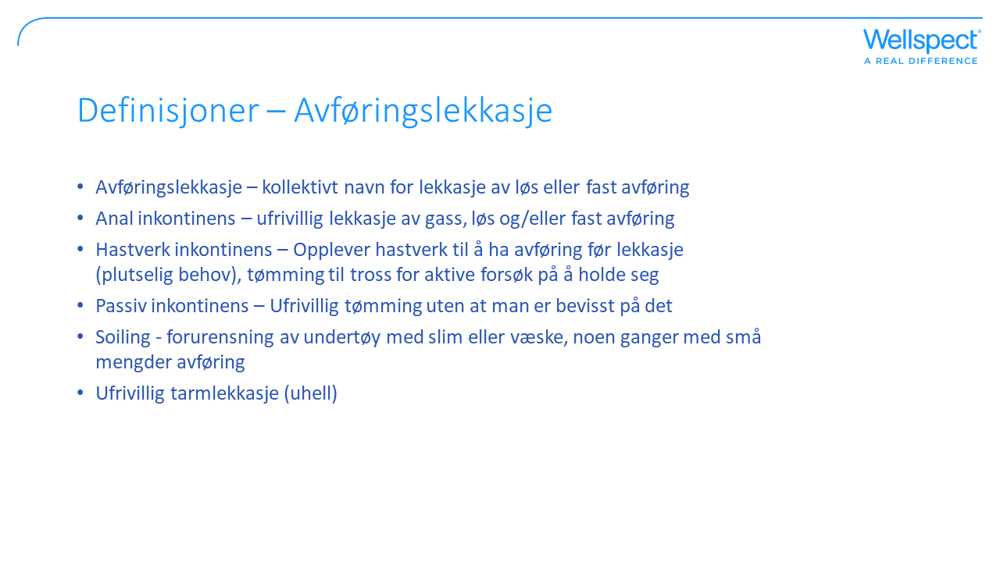 Wellspect®
A REAL DIFFERENCE
Definisjoner – Avføringslekkasje
• Avføringslekkasje – kollektivt navn for lekkasje av løs eller fast avføring
• Anal inkontinens – ufrivillig lekkasje av gass, løs og/eller fast avføring
• Hastverk inkontinens – Opplever hastverk til å ha avføring før lekkasje
(plutselig behov), tømming til tross for aktive forsøk på å holde seg
• Passiv inkontinens – Ufrivillig tømming uten at man er bevisst på det
• Soiling - forurensning av undertøy med slim eller væske, noen ganger med små
mengder avføring
• Ufrivillig tarmlekkasje (uhell)